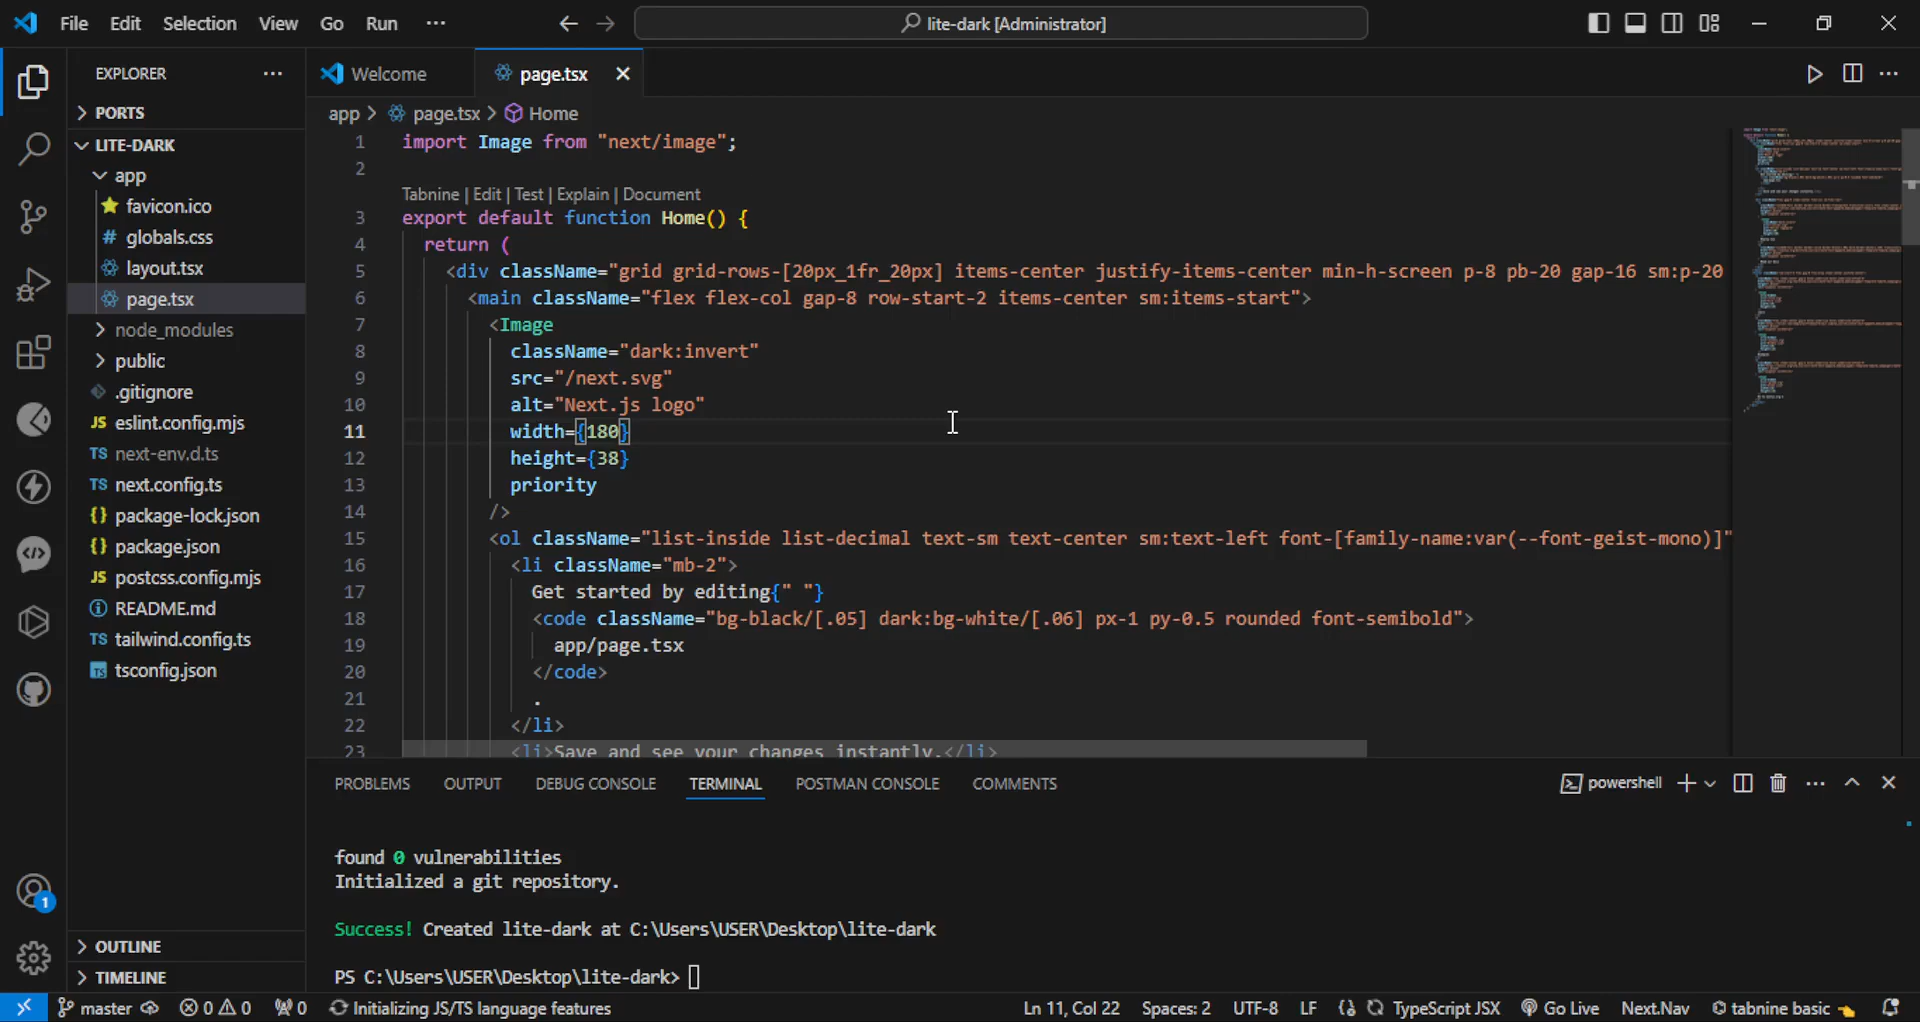 File Edit Selection View Go Run ···
lite-dark [Administrator]
EXPLORER
Welcome
page.tsx
PORTS
LITE-DARK
app
favicon.ico
globals.css
layout.tsx
page.tsx
node_modules
public
.gitignore
JS eslint.config.mjs
TS next-env.d.ts
TS next.config.ts
{} package-lock.json
{} package.json
JS postcss.config.mjs
README.md
TS tailwind.config.ts
tsconfig.json
OUTLINE
TIMELINE
app > page.tsx > Home
1 import Image from "next/image";
2
Tabnine | Edit | Test | Explain | Document
3 export default function Home() {
4 return (
5 <div className="grid grid-rows-[20px_1fr_20px] items-center justify-items-center min-h-screen p-8 pb-20 gap-16 sm:p-20
6 <main className="flex flex-col gap-8 row-start-2 items-center sm:items-start">
7 <Image
8 className="dark:invert"
9 src="/next.svg"
10 alt="Next.js logo"
11 width={180}
12 height={38}
13 priority
14 />
15 <ol className="list-inside list-decimal text-sm text-center sm:text-left font-[family-name:var(--font-geist-mono)]"
16 <li className="mb-2">
17 Get started by editing{" "}
18 <code className="bg-black/[.05] dark:bg-white/[.06] px-1 py-0.5 rounded font-semibold">
19 app/page.tsx
20 </code>
21 .
22 </li>
23 <li>Save and see your changes instantly.</li>
PROBLEMS OUTPUT DEBUG CONSOLE TERMINAL POSTMAN CONSOLE COMMENTS
powershell
found 0 vulnerabilities
Initialized a git repository.
Success! Created lite-dark at C:\Users\USER\Desktop\lite-dark
PS C:\Users\USER\Desktop\lite-dark>
1
master 0 0 0 Initializing JS/TS language features
Ln 11, Col 22 Spaces: 2 UTF-8 LF {} TypeScript JSX Go Live Next.Nav tabnine basic